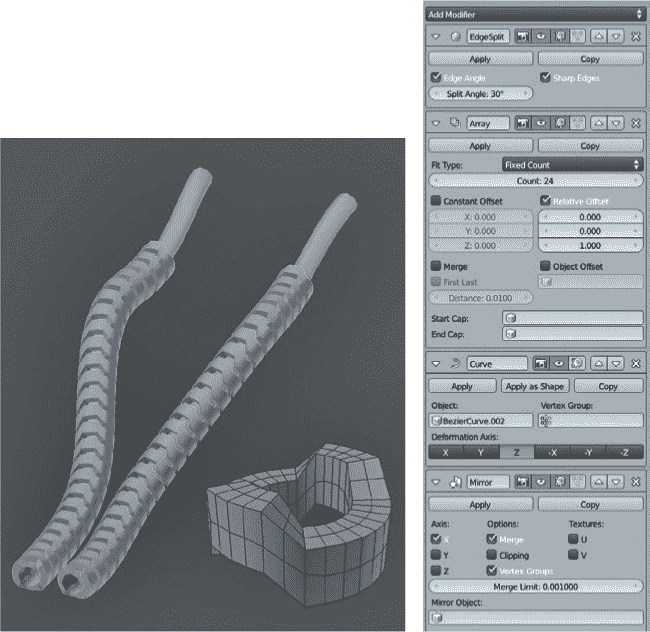 Add Modifier
EdgeSplit
Apply Copy
Edge Angle Sharp Edges
Split Angle: 30°
Array
Apply Copy
Fit Type: Fixed Count
Count: 24
Constant Offset Relative Offset
X: 0.000 0.000
Y: 0.000 0.000
Z: 0.000 1.000
Merge Object Offset
First Last
Distance: 0.0100
Start Cap:
End Cap:
Curve
Apply Apply as Shape Copy
Object: Vertex Group:
BezierCurve.002
Deformation Axis:
X Y Z -X -Y -Z
Mirror
Apply Copy
Axis: Options: Textures:
X Merge U
Y Clipping V
Z Vertex Groups
Merge Limit: 0.001000
Mirror Object: